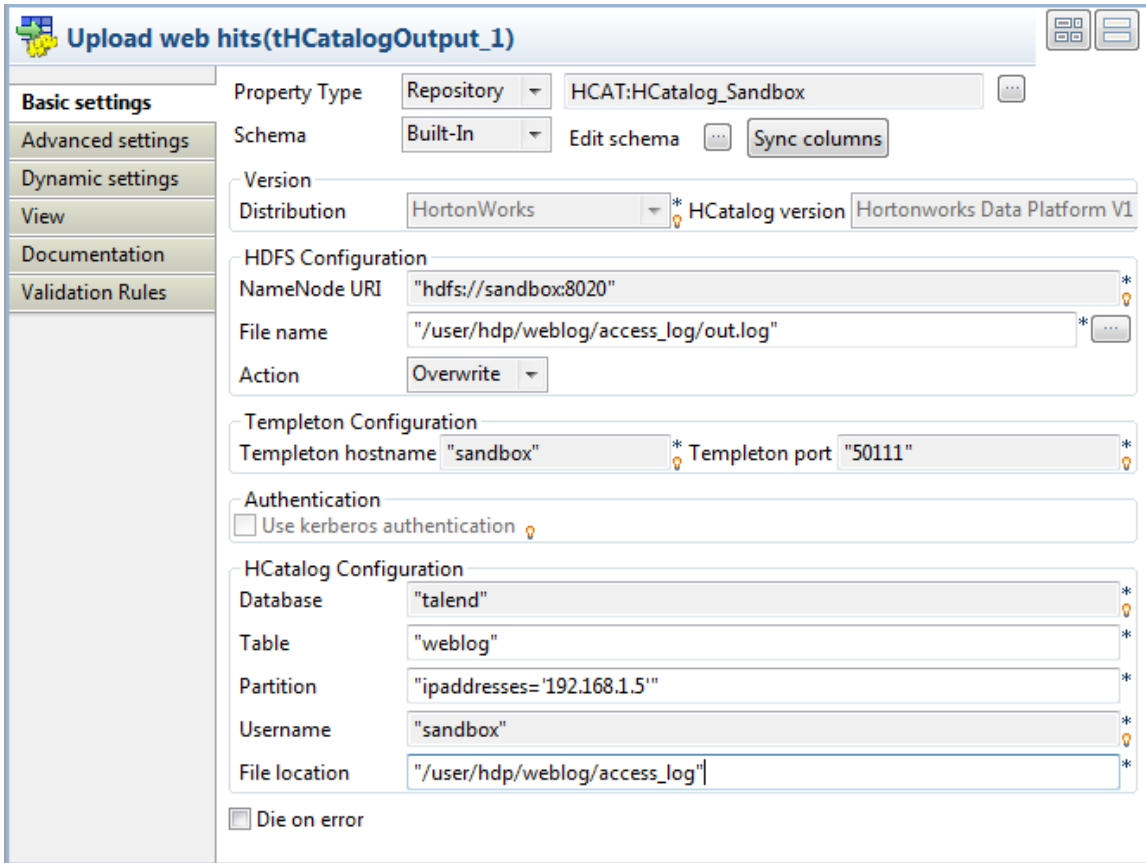 Upload web hits(tHCatalogOutput_1)
Basic settings
Advanced settings
Dynamic settings
View
Documentation
Validation Rules
Property Type Repository HCAT:HCatalog_Sandbox ...
Schema Built-In Edit schema ... Sync columns
Version
Distribution HortonWorks * HCatalog version Hortonworks Data Platform V1
HDFS Configuration
NameNode URI "hdfs://sandbox:8020" *
File name "/user/hdp/weblog/access_log/out.log" * ...
Action Overwrite
Templeton Configuration
Templeton hostname "sandbox" * Templeton port "50111" *
Authentication
Use kerberos authentication
HCatalog Configuration
Database "talend" *
Table "weblog" *
Partition "ipaddresses='192.168.1.5'" *
Username "sandbox" *
File location "/user/hdp/weblog/access_log" *
Die on error